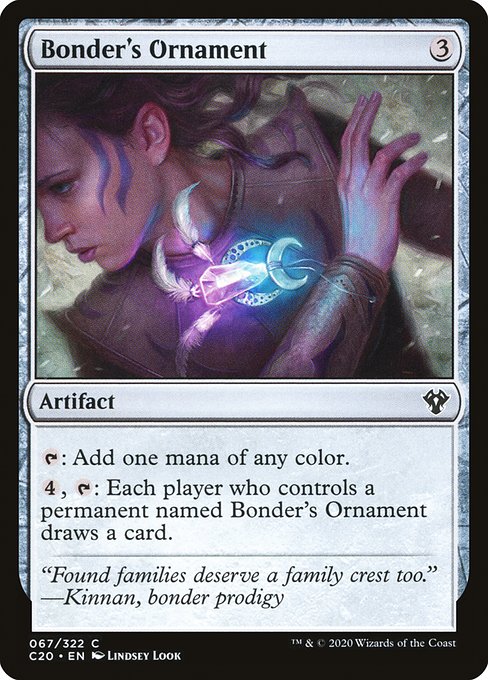 Bonder's Ornament 3
Artifact
: Add one mana of any color.
4, : Each player who controls a
permanent named Bonder's Ornament
draws a card.
“Found families deserve a family crest too.”
—Kinnan, bonder prodigy
067/322 C
C20 • EN Lindsey Look
™ & © 2020 Wizards of the Coast